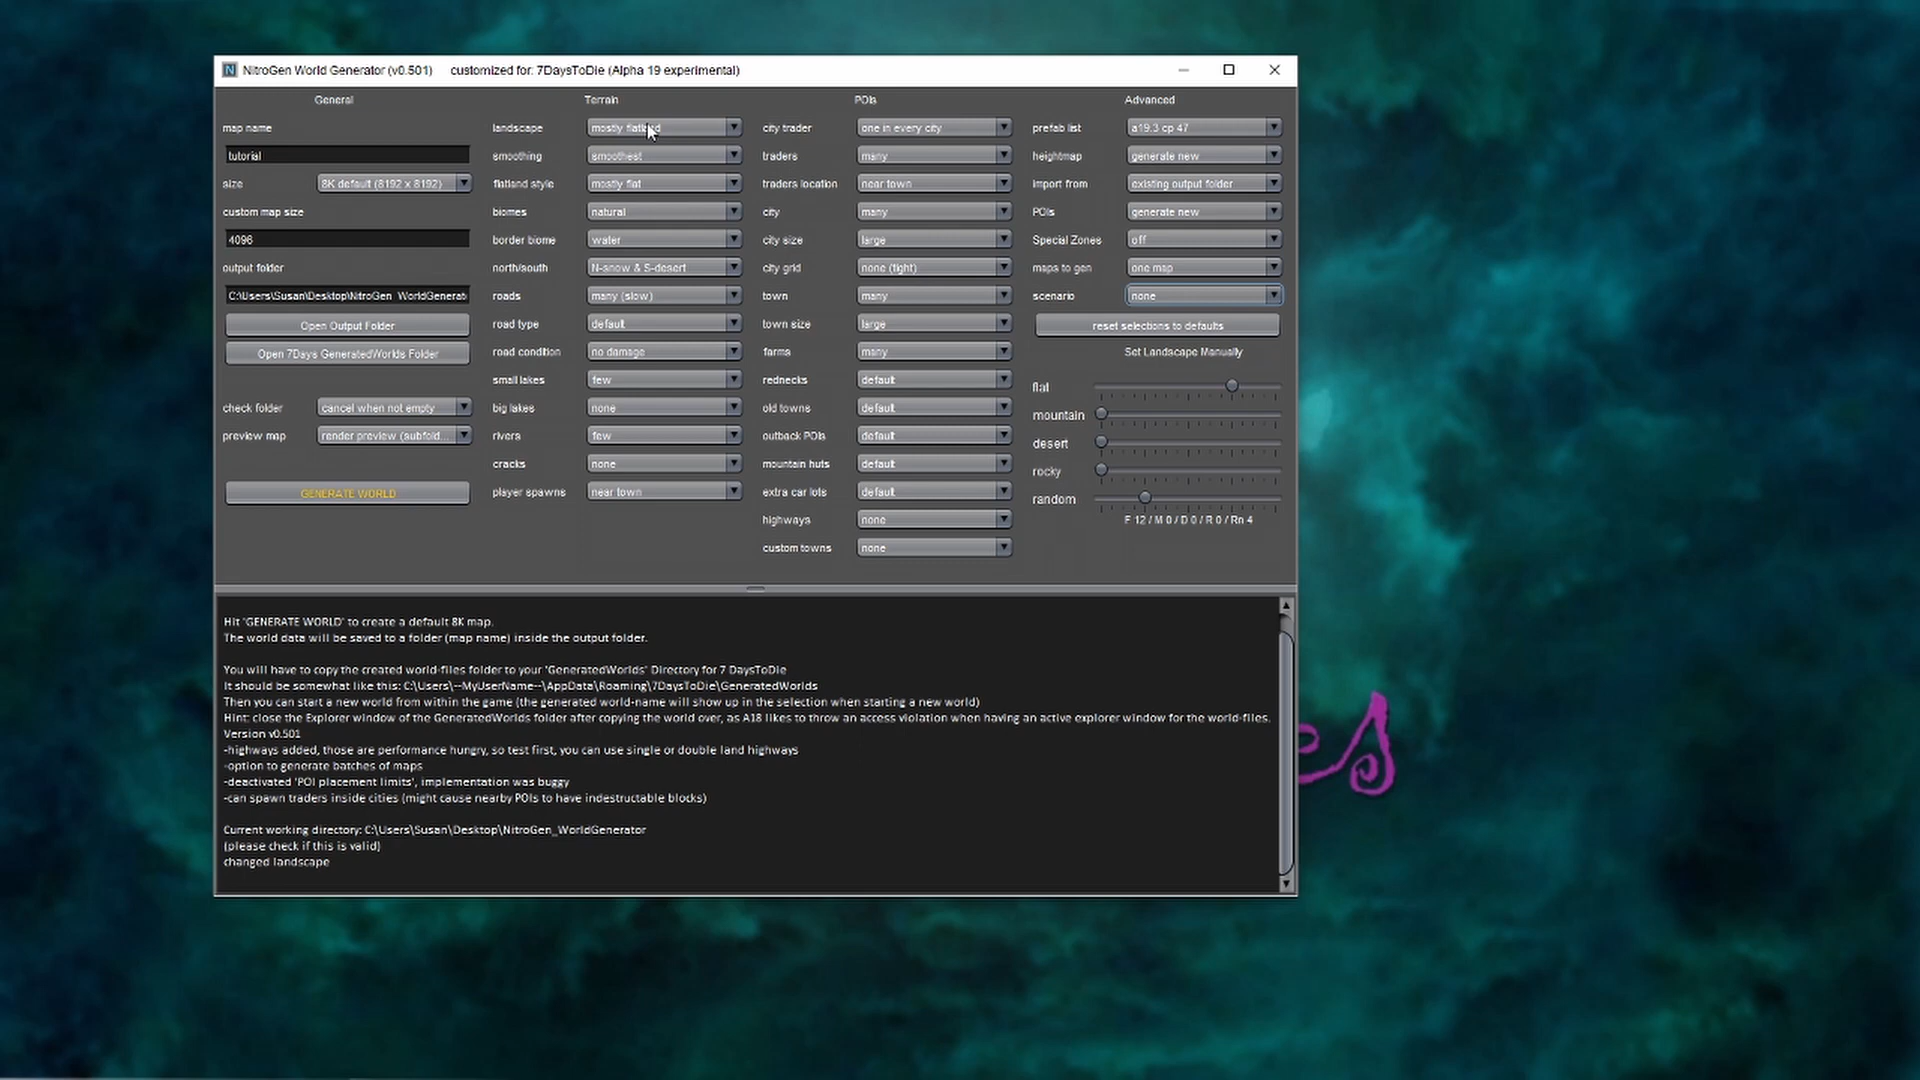 NitroGen World Generator (v0.501) customized for: 7DaysToDie (Alpha 19 experimental)
General
map name
tutorial
size 8K default (8192 x 8192)
custom map size
4096
output folder
C:\Users\Susan\Desktop\NitroGen_WorldGenerat
Open Output Folder
Open 7Days GeneratedWorlds Folder
check folder cancel when not empty
preview map render preview (subfold...
GENERATE WORLD
Terrain
landscape mostly flatland
smoothing smoothest
flatland style mostly flat
biomes natural
border biome water
north/south N-snow & S-desert
roads many (slow)
road type default
road condition no damage
small lakes few
big lakes none
rivers few
cracks none
player spawns near town
POIs
city trader one in every city
traders many
traders location near town
city many
city size large
city grid none (tight)
town many
town size large
farms many
rednecks default
old towns default
outback POIs default
mountain huts default
extra car lots default
highways none
custom towns none
Advanced
prefab list a19.3 cp 47
heightmap generate new
import from existing output folder
POIs generate new
Special Zones off
maps to gen one map
scenario none
reset selections to defaults
Set Landscape Manually
flat
mountain
desert
rocky
random
F 12 / M 0 / D 0 / R 0 / Rn 4
Hit 'GENERATE WORLD' to create a default 8K map.
The world data will be saved to a folder (map name) inside the output folder.
You will have to copy the created world-files folder to your 'GeneratedWorlds' Directory for 7 DaysToDie
It should be somewhat like this: C:\Users\--MyUserName--\AppData\Roaming\7DaysToDie\GeneratedWorlds
Then you can start a new world from within the game (the generated world-name will show up in the selection when starting a new world)
Hint: close the Explorer window of the GeneratedWorlds folder after copying the world over, as A18 likes to throw an access violation when having an active explorer window for the world-files.
Version v0.501
-highways added, those are performance hungry, so test first, you can use single or double land highways
-option to generate batches of maps
-deactivated 'POI placement limits', implementation was buggy
-can spawn traders inside cities (might cause nearby POIs to have indestructable blocks)
Current working directory: C:\Users\Susan\Desktop\NitroGen_WorldGenerator
(please check if this is valid)
changed landscape
es